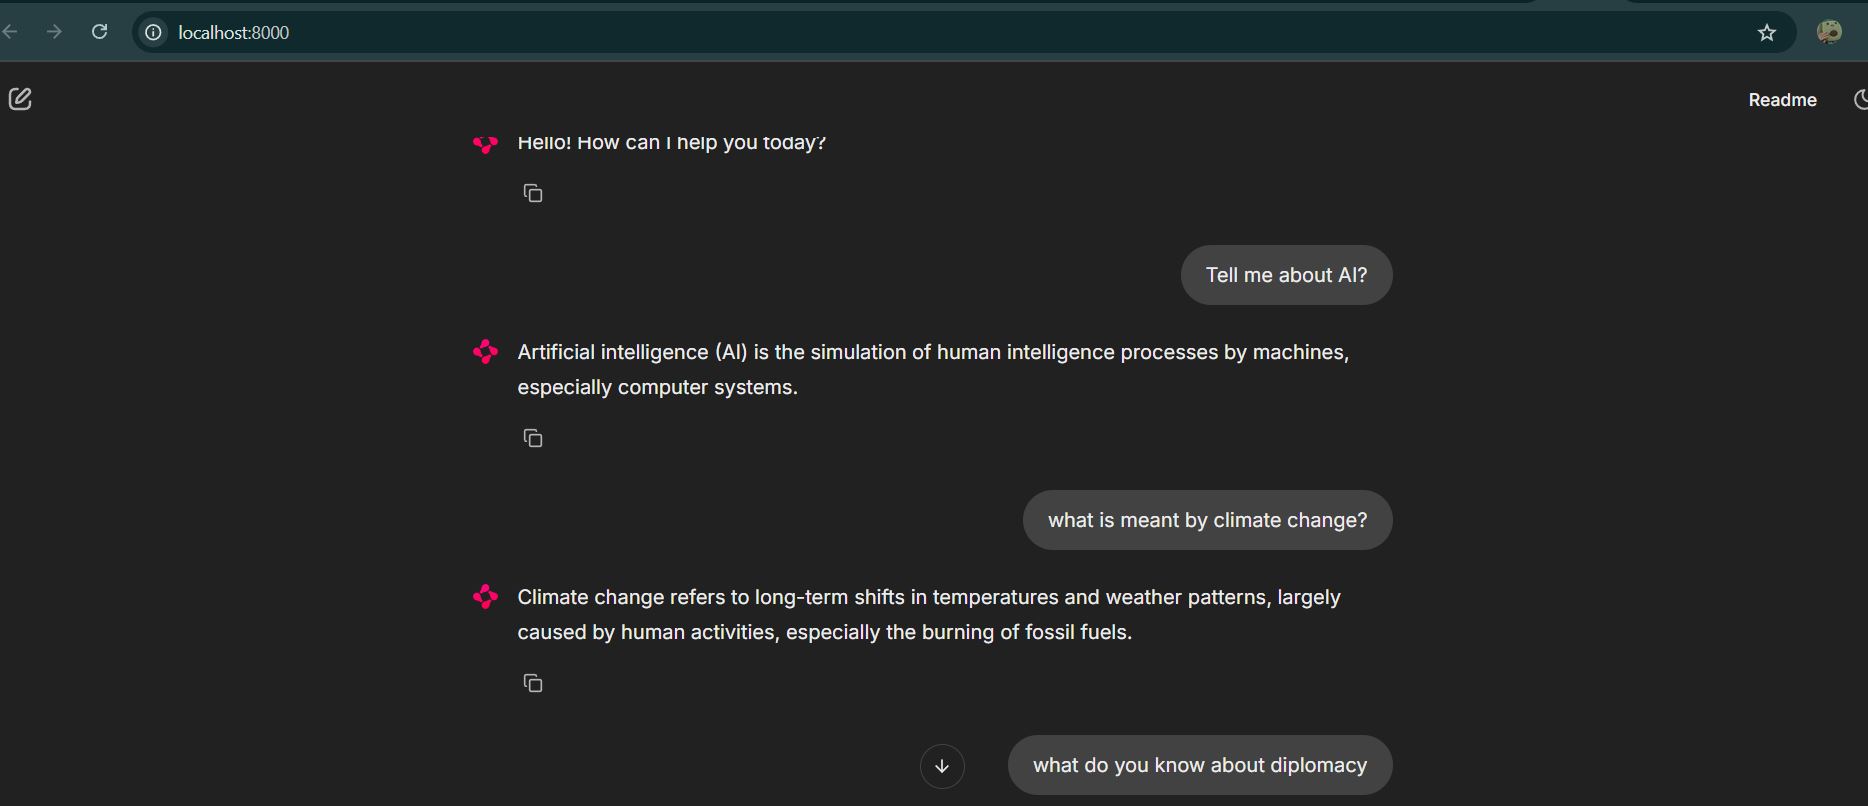 localhost:8000
Readme
Hello! How can I help you today?
Tell me about AI?
Artificial intelligence (AI) is the simulation of human intelligence processes by machines,
especially computer systems.
what is meant by climate change?
Climate change refers to long-term shifts in temperatures and weather patterns, largely
caused by human activities, especially the burning of fossil fuels.
what do you know about diplomacy